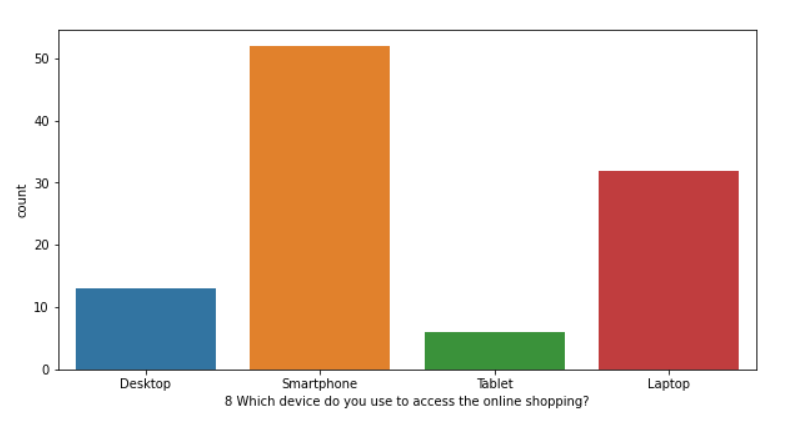 50
40
30
20
10
0
count
Desktop Smartphone Tablet Laptop
8 Which device do you use to access the online shopping?